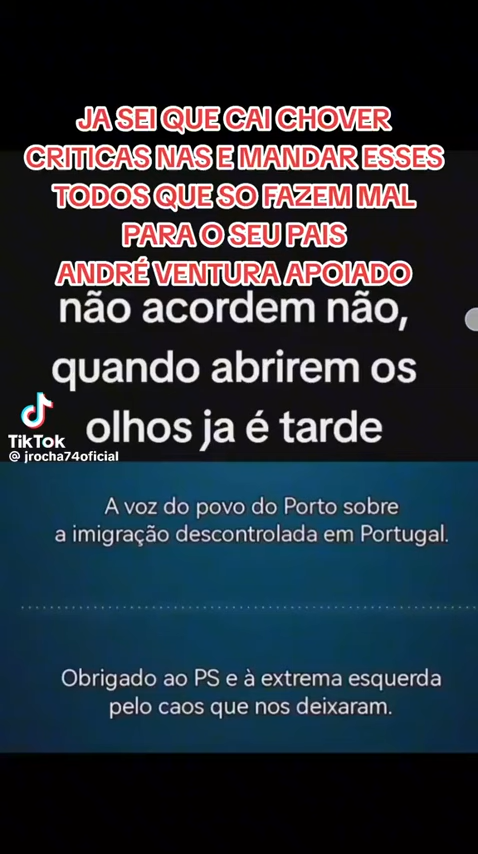 JA SEI QUE CAI CHOVER
CRITICAS NAS E MANDAR ESSES
TODOS QUE SO FAZEM MAL
PARA O SEU PAIS
ANDRÉ VENTURA APOIADO
não acordem não,
quando abrirem os
olhos ja é tarde
TikTok
@ jrocha74oficial
A voz do povo do Porto sobre
a imigração descontrolada em Portugal.
Obrigado ao PS e à extrema esquerda
pelo caos que nos deixaram.